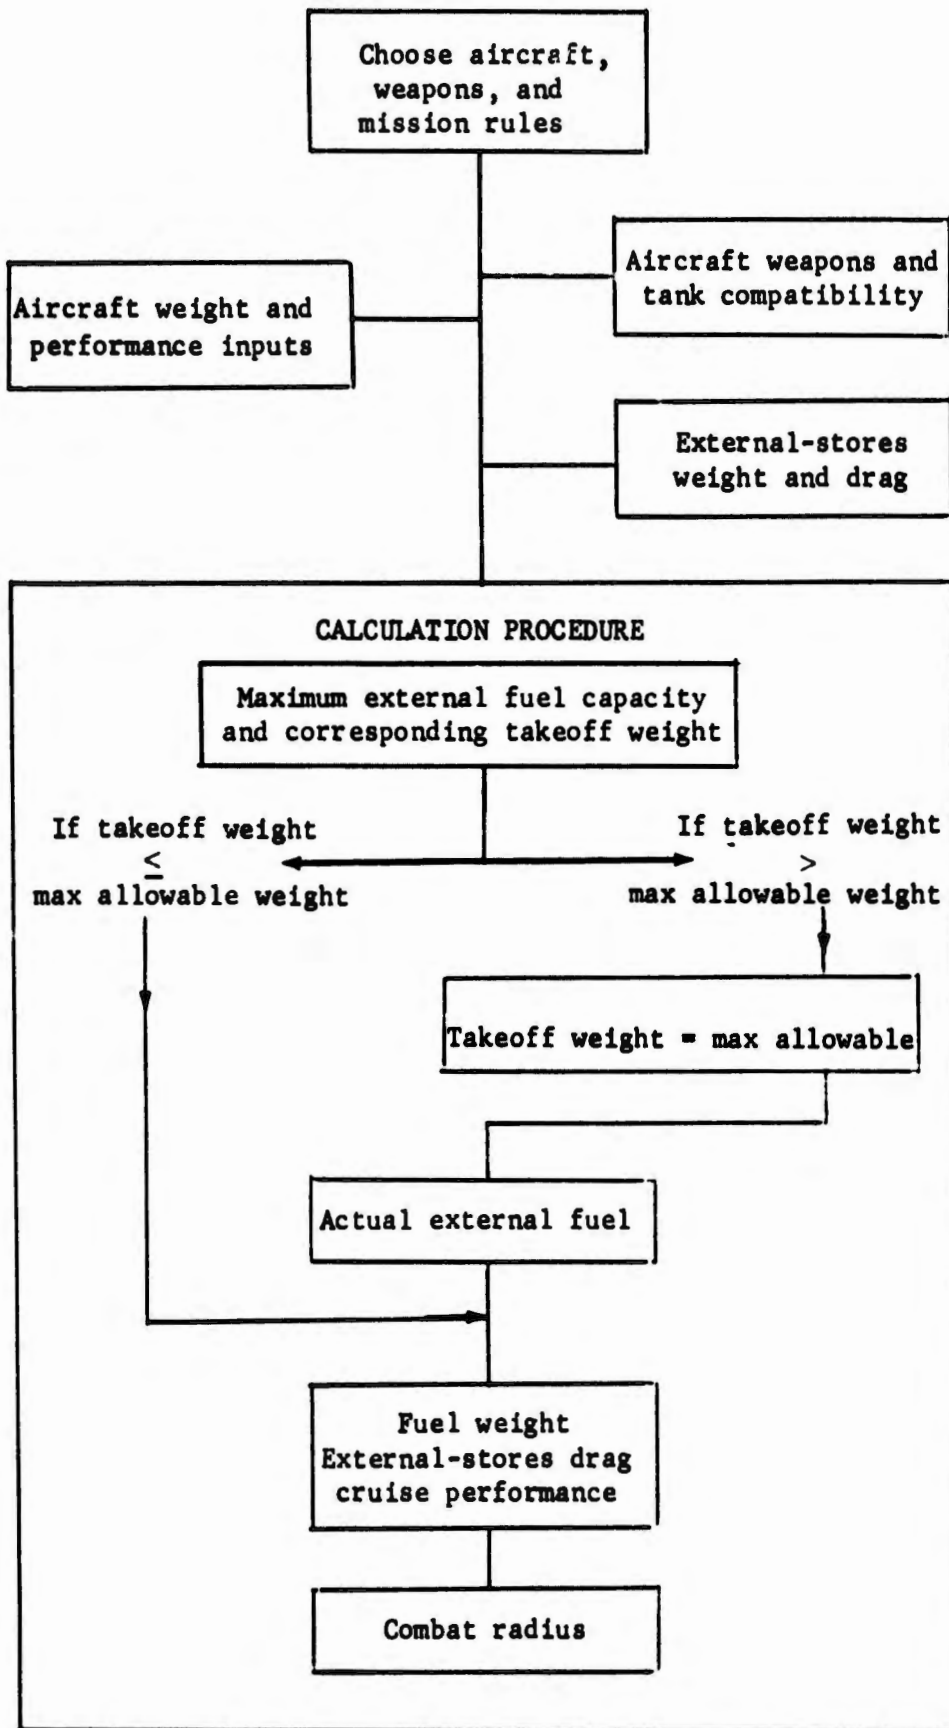 Choose aircraft,
weapons, and
mission rules
Aircraft weapons and
tank compatibility
Aircraft weight and
performance inputs
External-stores
weight and drag
CALCULATION PROCEDURE
Maximum external fuel capacity
and corresponding takeoff weight
If takeoff weight
≤
max allowable weight
If takeoff weight
>
max allowable weight
Takeoff weight = max allowable
Actual external fuel
Fuel weight
External-stores drag
cruise performance
Combat radius